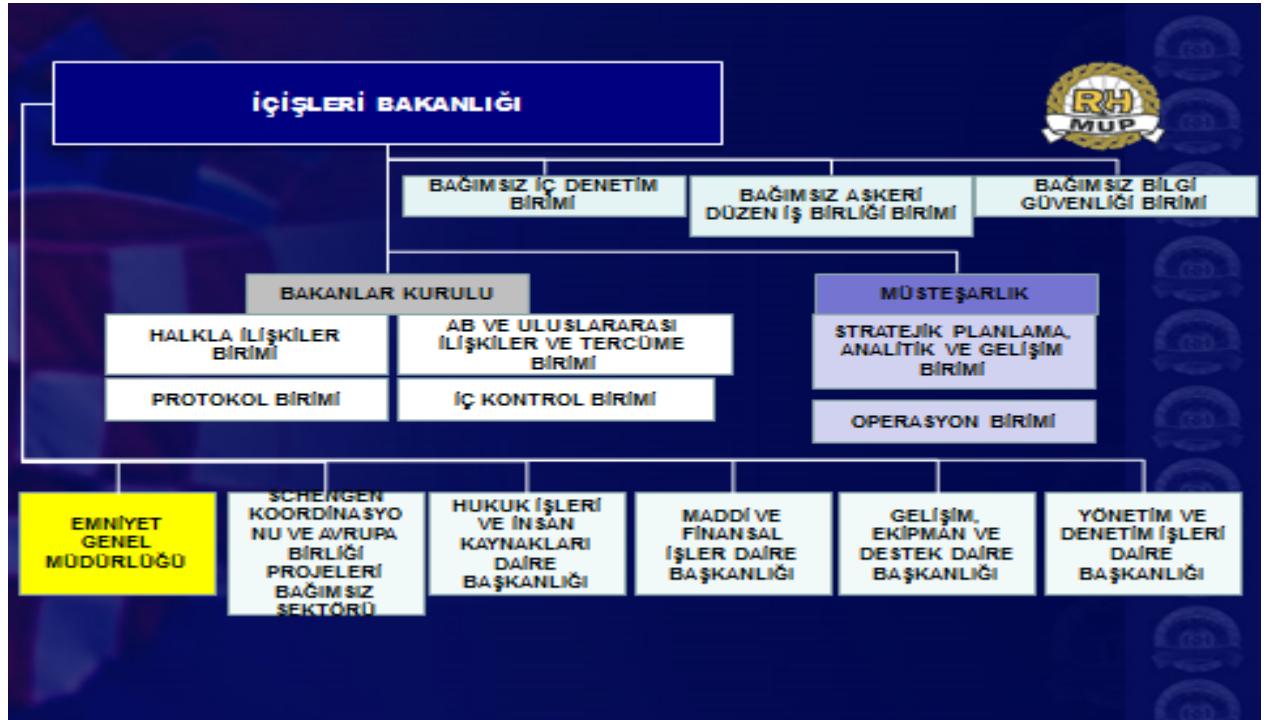 İÇİŞLERİ BAKANLIĞI
RH
MUP
BAĞIMSIZ İÇ DENETİM
BİRİMİ
BAĞIMSIZ ASKERİ
DÜZEN İŞ BİRLİĞİ BİRİMİ
BAĞIMSIZ BİLGİ
GÜVENLİĞİ BİRİMİ
BAKANLAR KURULU
MÜSTEŞARLIK
HALKLA İLİŞKİLER
BİRİMİ
AB VE ULUSLARARASI
İLİŞKİLER VE TERCÜME
BİRİMİ
STRATEJİK PLANLAMA,
ANALİTİK VE GELİŞİM
BİRİMİ
PROTOKOL BİRİMİ
İÇ KONTROL BİRİMİ
OPERASYON BİRİMİ
EMNİYET
GENEL
MÜDÜRLÜĞÜ
SCHENGEN
KOORDİNASYO
NU VE AVRUPA
BİRLİĞİ
PROJELERİ
BAĞIMSIZ
SEKTÖRÜ
HUKUK İŞLERİ
VE İNSAN
KAYNAKLARI
DAİRE
BAŞKANLIĞI
MADDİ VE
FİNANSAL
İŞLER DAİRE
BAŞKANLIĞI
GELİŞİM,
EKİPMAN VE
DESTEK DAİRE
BAŞKANLIĞI
YÖNETİM VE
DENETİM İŞLERİ
DAİRE
BAŞKANLIĞI